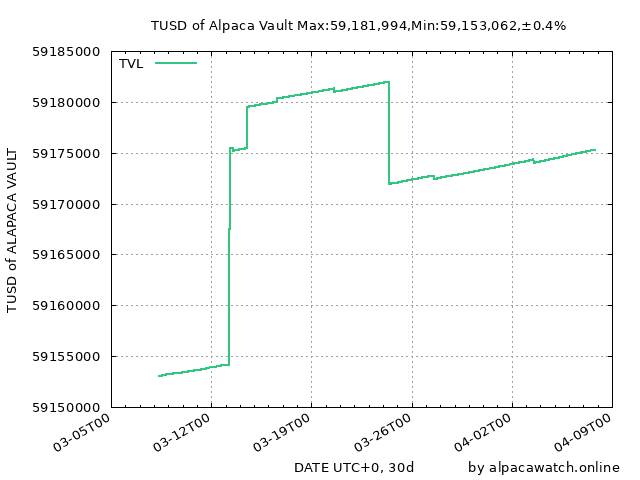 TUSD of Alpaca Vault Max:59,181,994,Min:59,153,062,±0.4%
TVL
TUSD of ALAPACA VAULT
59185000
59180000
59175000
59170000
59165000
59160000
59155000
59150000
03-05T00
03-12T00
03-19T00
03-26T00
04-02T00
04-09T00
DATE UTC+0, 30d
by alpacawatch.online